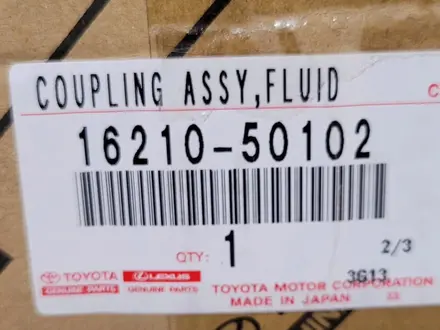 COUPLING ASSY,FLUID
C
16210-50102
QTY: 1
2/3
3G13
TOYOTA LEXUS TOYOTA MOTOR CORPORATION
GENUINE PARTS GENUINE PARTS MADE IN JAPAN